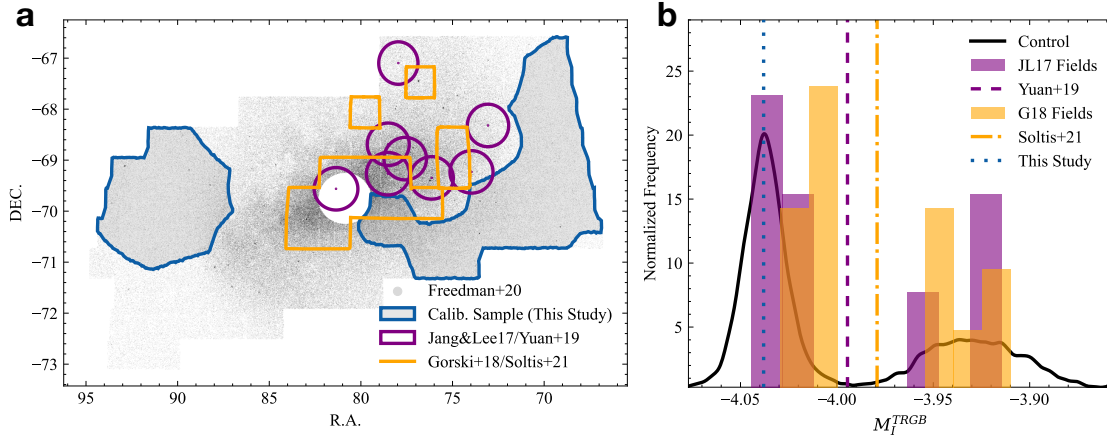 a
b
−67
−68
−69
−70
−71
−72
−73
DEC.
95
90
85
80
75
70
R.A.
Freedman+20
Calib. Sample (This Study)
Jang&Lee17/Yuan+19
Gorski+18/Soltis+21
25
20
15
10
5
Normalized Frequency
−4.05
−4.00
−3.95
−3.90
M_I^TRGB
Control
JL17 Fields
Yuan+19
G18 Fields
Soltis+21
This Study